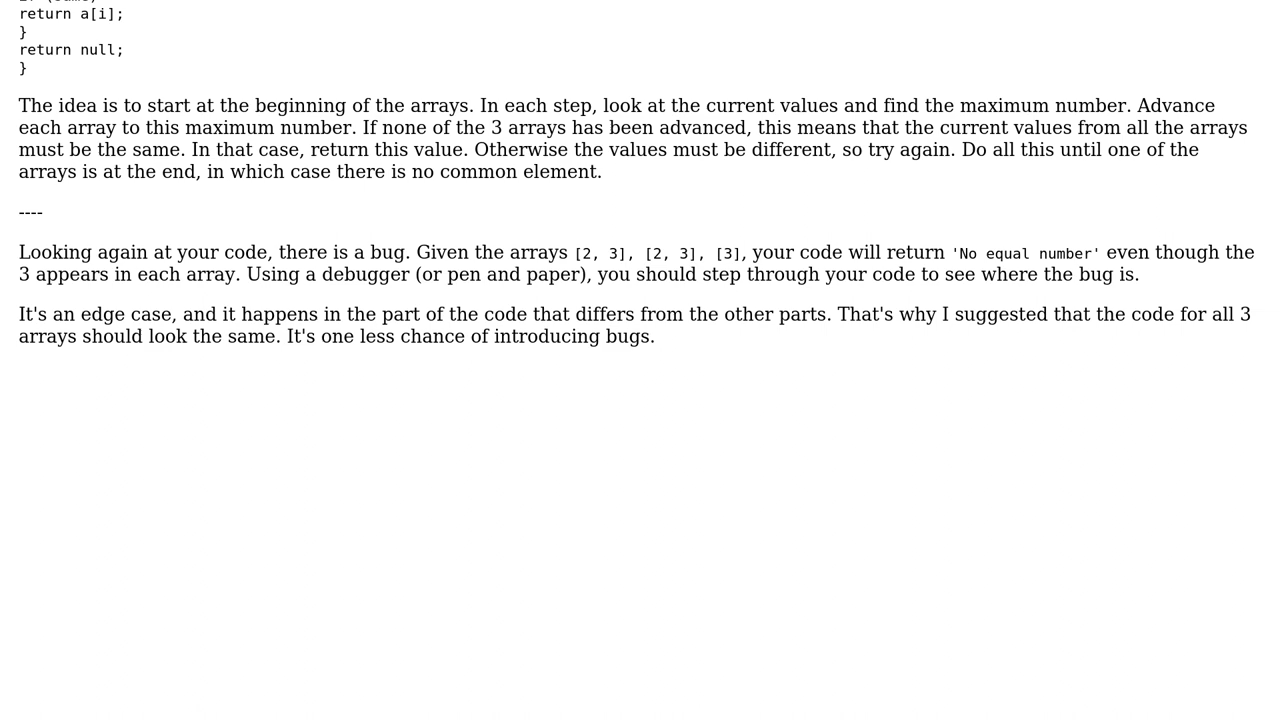 return a[i];
}
return null;
}
The idea is to start at the beginning of the arrays. In each step, look at the current values and find the maximum number. Advance
each array to this maximum number. If none of the 3 arrays has been advanced, this means that the current values from all the arrays
must be the same. In that case, return this value. Otherwise the values must be different, so try again. Do all this until one of the
arrays is at the end, in which case there is no common element.
----
Looking again at your code, there is a bug. Given the arrays [2, 3], [2, 3], [3], your code will return 'No equal number' even though the
3 appears in each array. Using a debugger (or pen and paper), you should step through your code to see where the bug is.
It's an edge case, and it happens in the part of the code that differs from the other parts. That's why I suggested that the code for all 3
arrays should look the same. It's one less chance of introducing bugs.